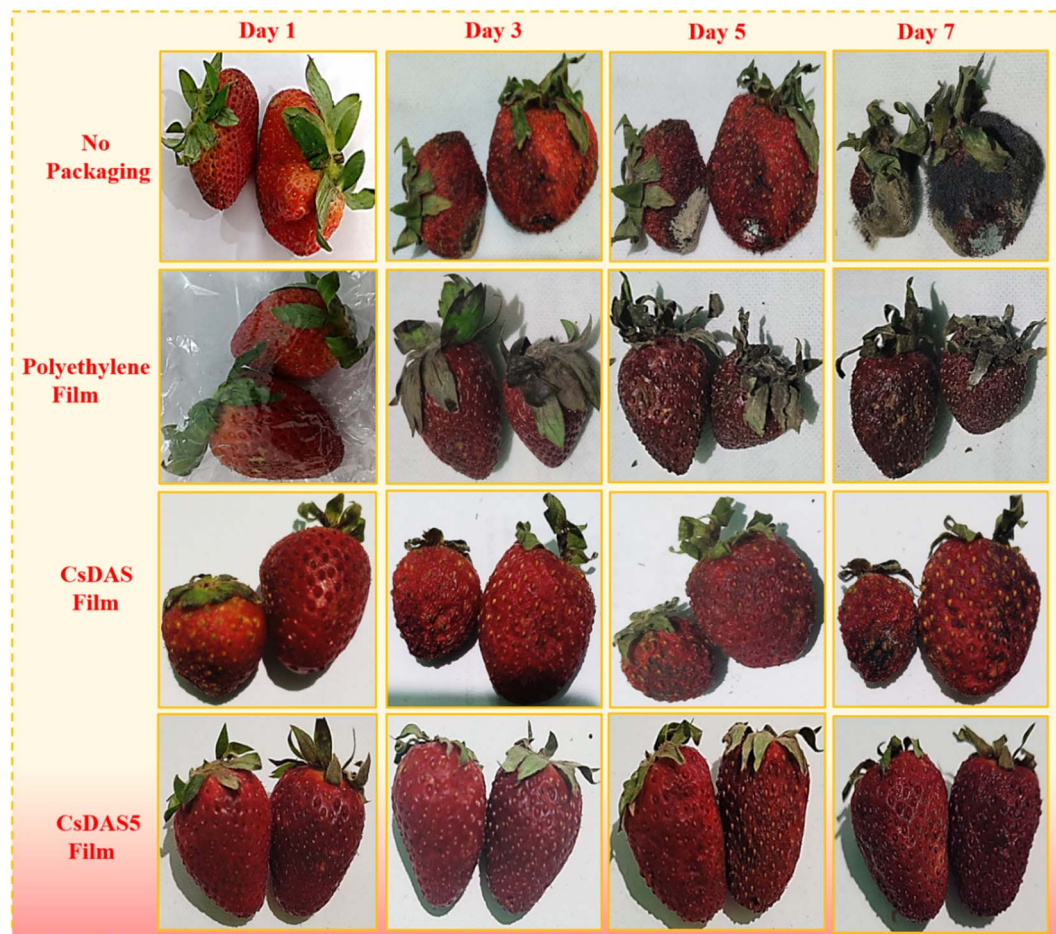 Day 1
Day 3
Day 5
Day 7
No
Packaging
Polyethylene
Film
CsDAS
Film
CsDAS5
Film